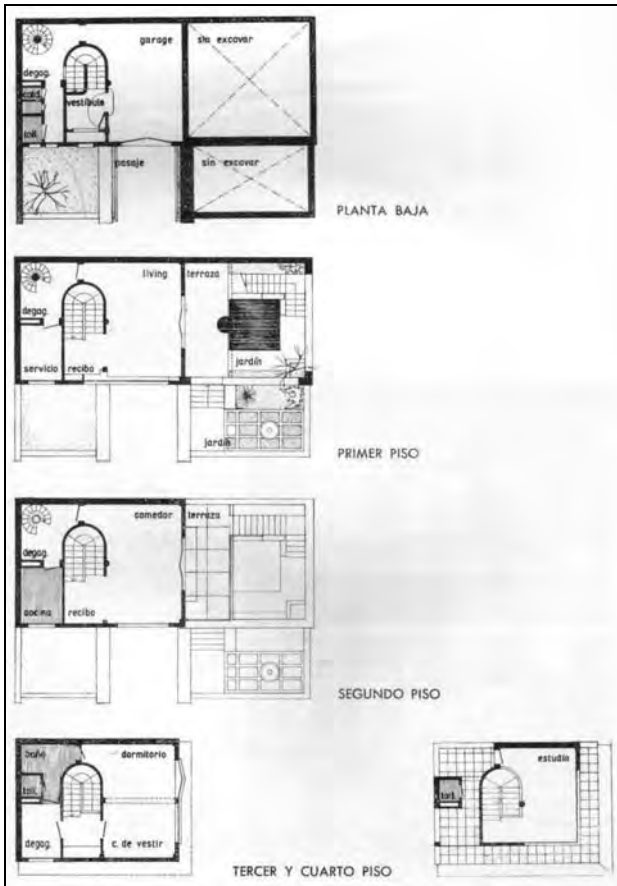 garage
sin excavar
degag.
vestíbulo
toil.
pasaje
sin excavar
PLANTA BAJA
living
terraza
degag.
jardín
servicio
recibo
jardín
PRIMER PISO
comedor
terraza
degag.
cocina
recibo
SEGUNDO PISO
baño
dormitorio
toil.
degag.
c. de vestir
estudio
toil.
TERCER Y CUARTO PISO